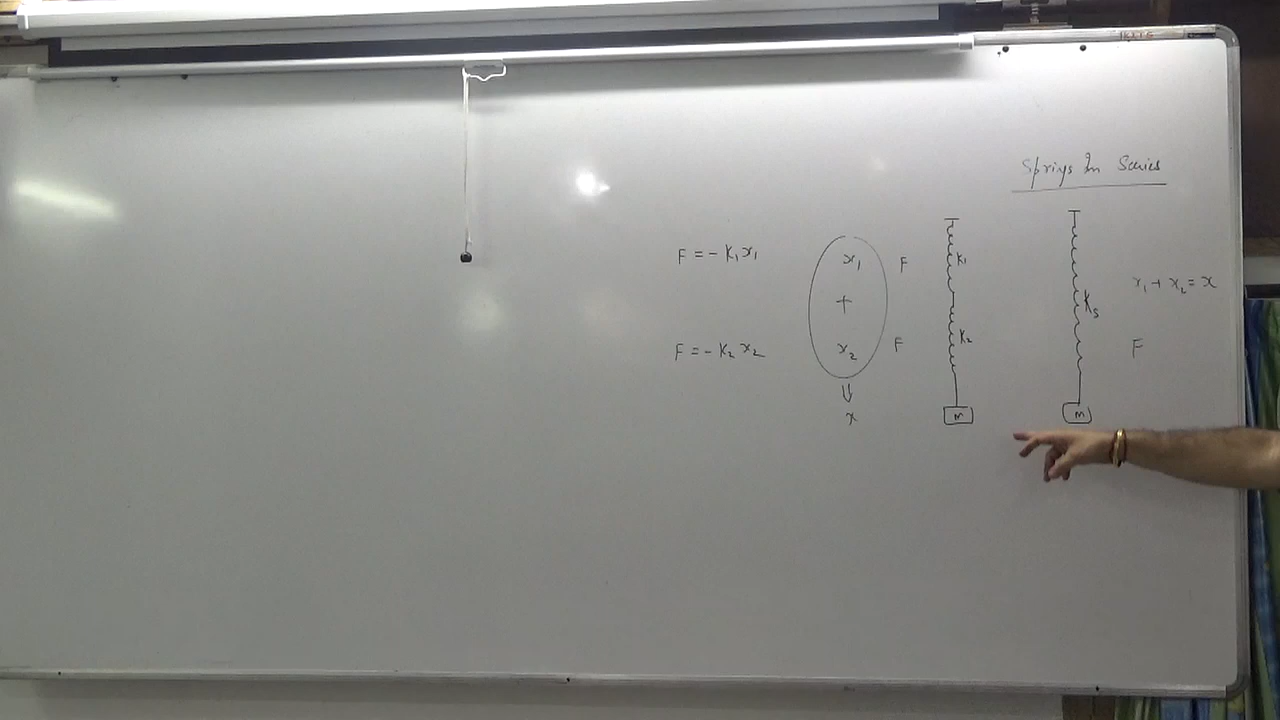 Springs In Series
F = - K₁x₁
x₁
F
K₁
x₁ + x₂ = x
+
Ks
K₂
F = - K₂x₂
x₂
F
F
⇓
x
m
m